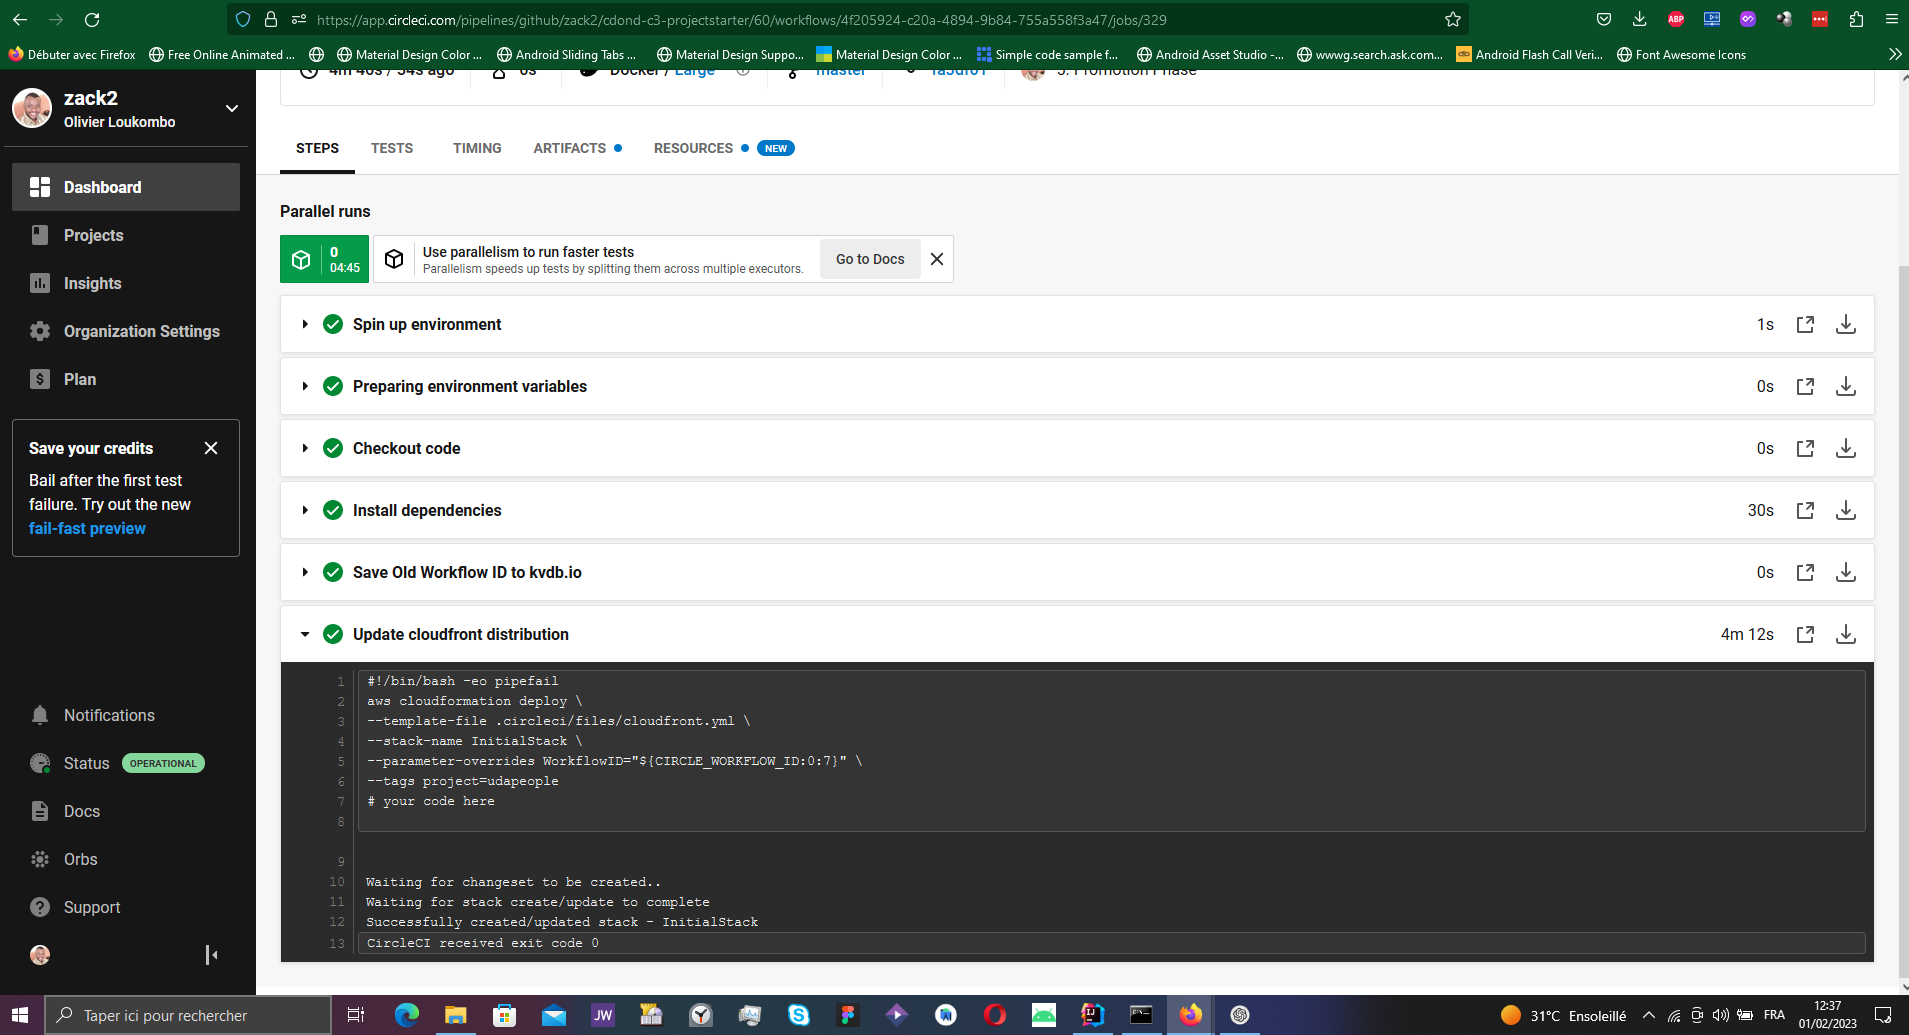 https://app.circleci.com/pipelines/github/zack2/cdond-c3-projectstarter/60/workflows/4f205924-c20a-4894-9b84-755a558f3a47/jobs/329
Débuter avec Firefox
Free Online Animated ...
Material Design Color ...
Android Sliding Tabs ...
Material Design Suppo...
Material Design Color ...
Simple code sample f...
Android Asset Studio -...
wwwg.search.ask.com...
Android Flash Call Veri...
Font Awesome Icons
ABP
zack2
Olivier Loukombo
Dashboard
Projects
Insights
Organization Settings
Plan
Save your credits
Bail after the first test
failure. Try out the new
fail-fast preview
Notifications
Status OPERATIONAL
Docs
Orbs
Support
4m 46s / 54s ago
0s
Docker / Large
master
fa5df01
5. Promotion Phase
STEPS
TESTS
TIMING
ARTIFACTS
RESOURCES
NEW
Parallel runs
0
04:45
Use parallelism to run faster tests
Parallelism speeds up tests by splitting them across multiple executors.
Go to Docs
Spin up environment 1s
Preparing environment variables 0s
Checkout code 0s
Install dependencies 30s
Save Old Workflow ID to kvdb.io 0s
Update cloudfront distribution 4m 12s
1 #!/bin/bash -eo pipefail
2 aws cloudformation deploy \
3 --template-file .circleci/files/cloudfront.yml \
4 --stack-name InitialStack \
5 --parameter-overrides WorkflowID="${CIRCLE_WORKFLOW_ID:0:7}" \
6 --tags project=udapeople
7 # your code here
8
9
10 Waiting for changeset to be created..
11 Waiting for stack create/update to complete
12 Successfully created/updated stack - InitialStack
13 CircleCI received exit code 0
Taper ici pour rechercher
JW
31°C Ensoleillé
FRA
12:37
01/02/2023